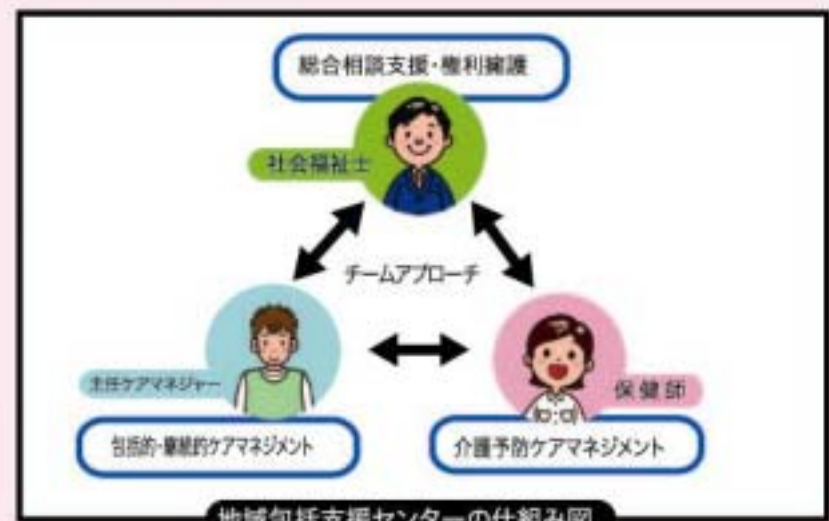 総合相談支援・権利擁護
社会福祉士
チームアプローチ
主任ケアマネジャー
保健師
包括的・継続的ケアマネジメント
介護予防ケアマネジメント
地域包括支援センターの仕組み図